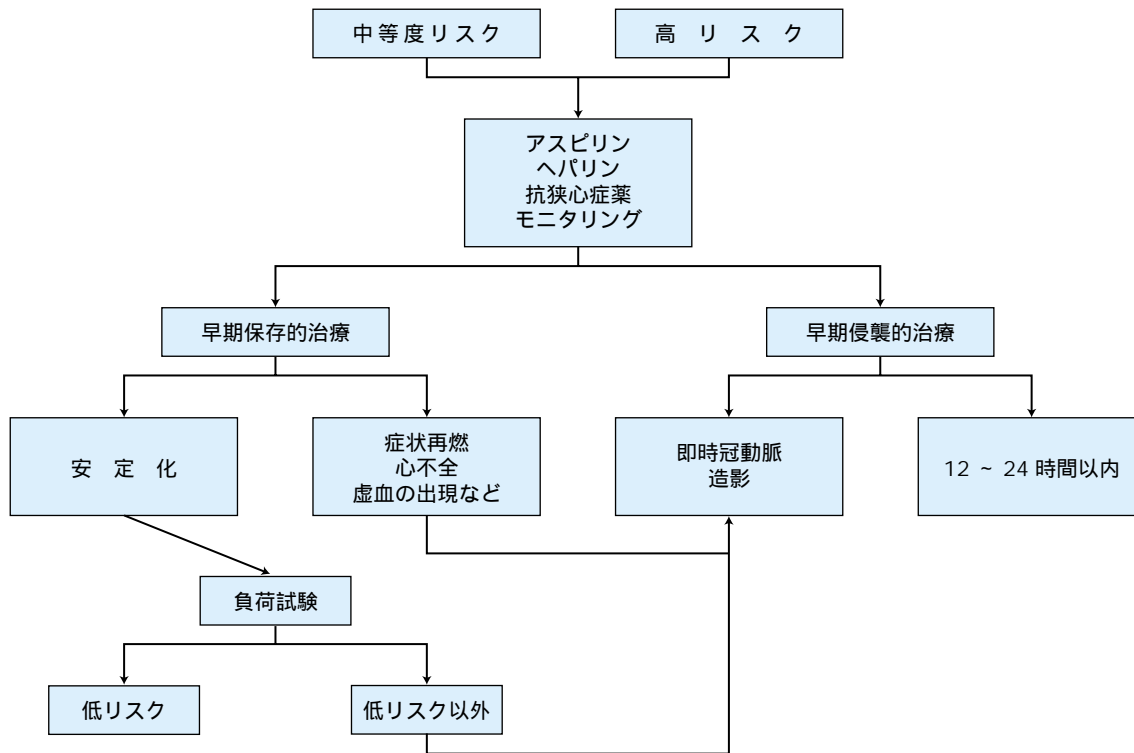 中等度リスク
高リスク
アスピリン
ヘパリン
抗狭心症薬
モニタリング
早期保存的治療
早期侵襲的治療
安定化
症状再燃
心不全
虚血の出現など
即時冠動脈
造影
12 ~ 24 時間以内
負荷試験
低リスク
低リスク以外